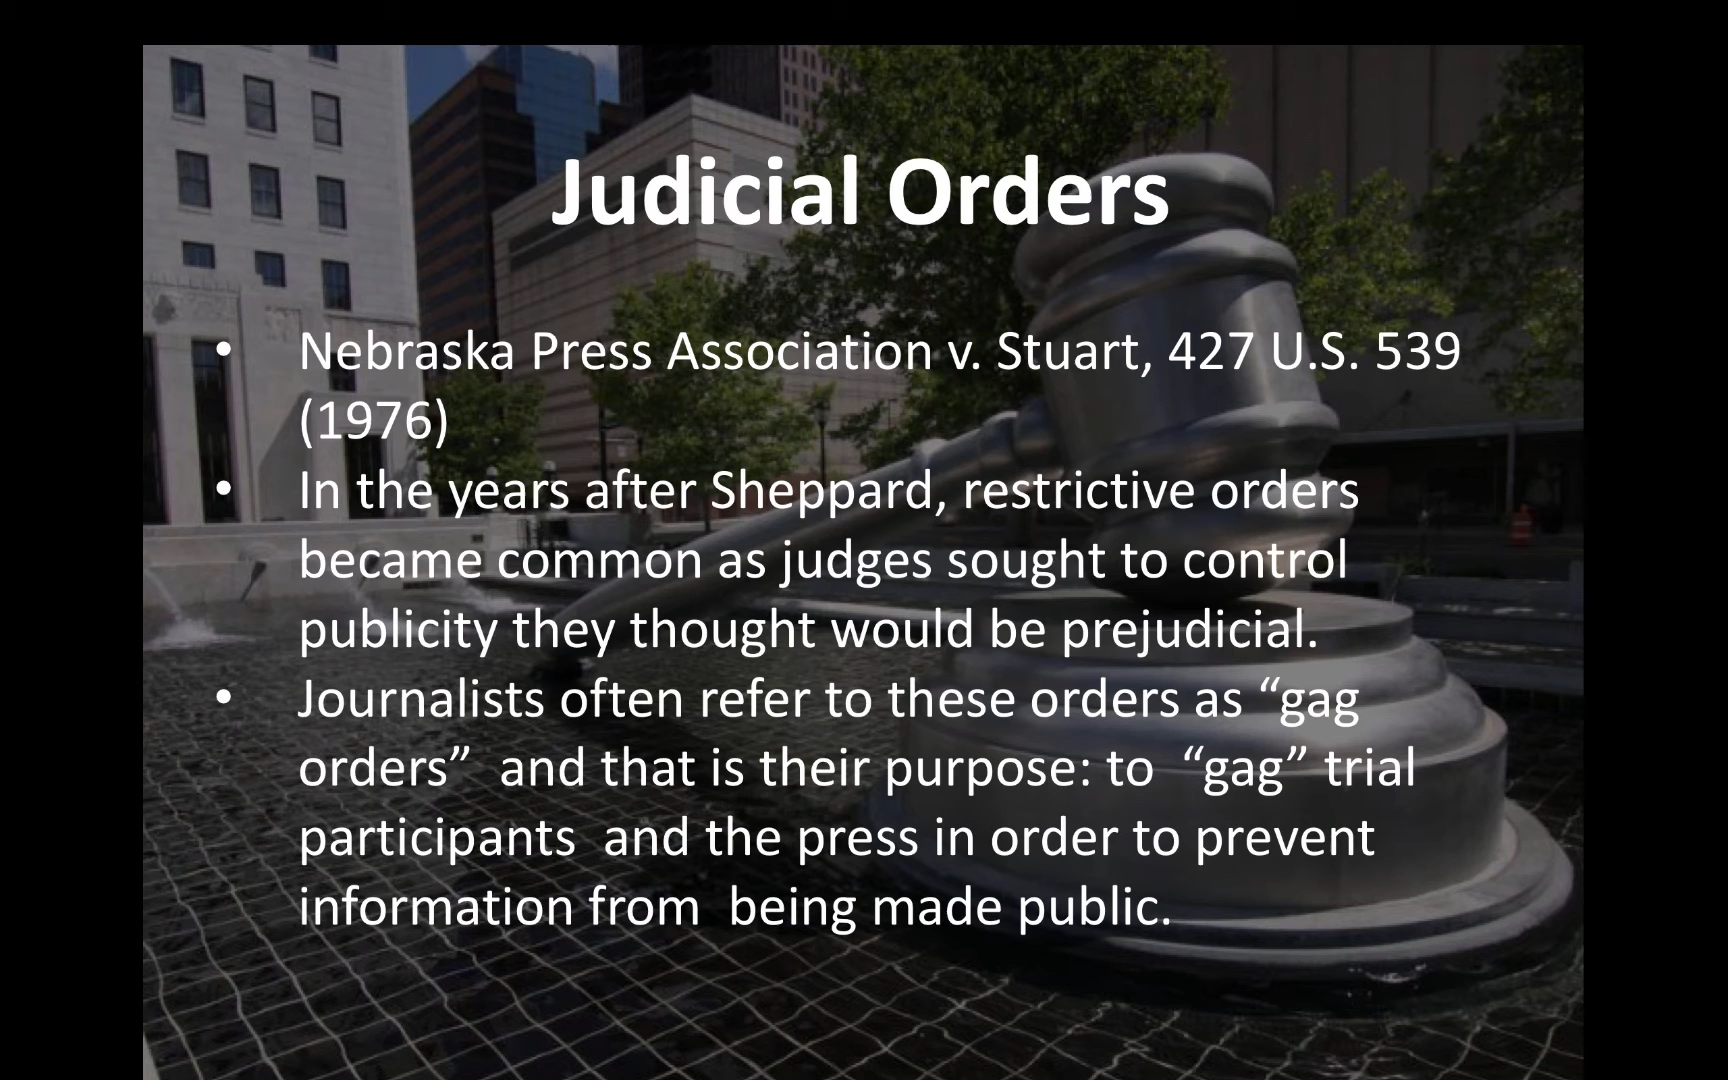 Judicial Orders
• Nebraska Press Association v. Stuart, 427 U.S. 539
(1976)
• In the years after Sheppard, restrictive orders
became common as judges sought to control
publicity they thought would be prejudicial.
• Journalists often refer to these orders as “gag
orders”  and that is their purpose: to  “gag” trial
participants  and the press in order to prevent
information from  being made public.